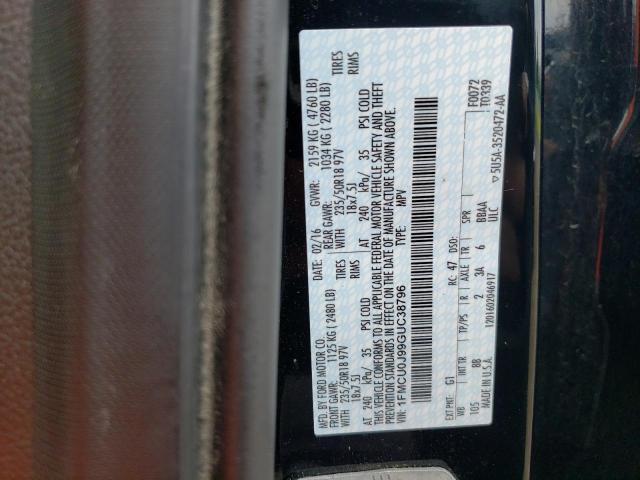 MFD. BY FORD MOTOR CO.
DATE: 02/16 GVWR: 2159 KG ( 4760 LB)
FRONT GAWR: 1125 KG ( 2480 LB) REAR GAWR: 1034 KG ( 2280 LB)
WITH 235/50R18 97V TIRES WITH 235/50R18 97V TIRES
18x7.5J RIMS 18x7.5J RIMS
AT 240 kPa/ 35 PSI COLD AT 240 kPa/ 35 PSI COLD
THIS VEHICLE CONFORMS TO ALL APPLICABLE FEDERAL MOTOR VEHICLE SAFETY AND THEFT
PREVENTION STANDARDS IN EFFECT ON THE DATE OF MANUFACTURE SHOWN ABOVE.
VIN: 1FMCU0J99GUC38796 TYPE: MPV
F0072
T0339
EXT PNT: G1 RC: 47 DSO:
WB INT TR TP/PS R AXLE TR SPR
105 BB 2 3A 6 BBAA
MADE IN U.S.A. 1201602046917 ULC
▽5U5A-3520472-AA